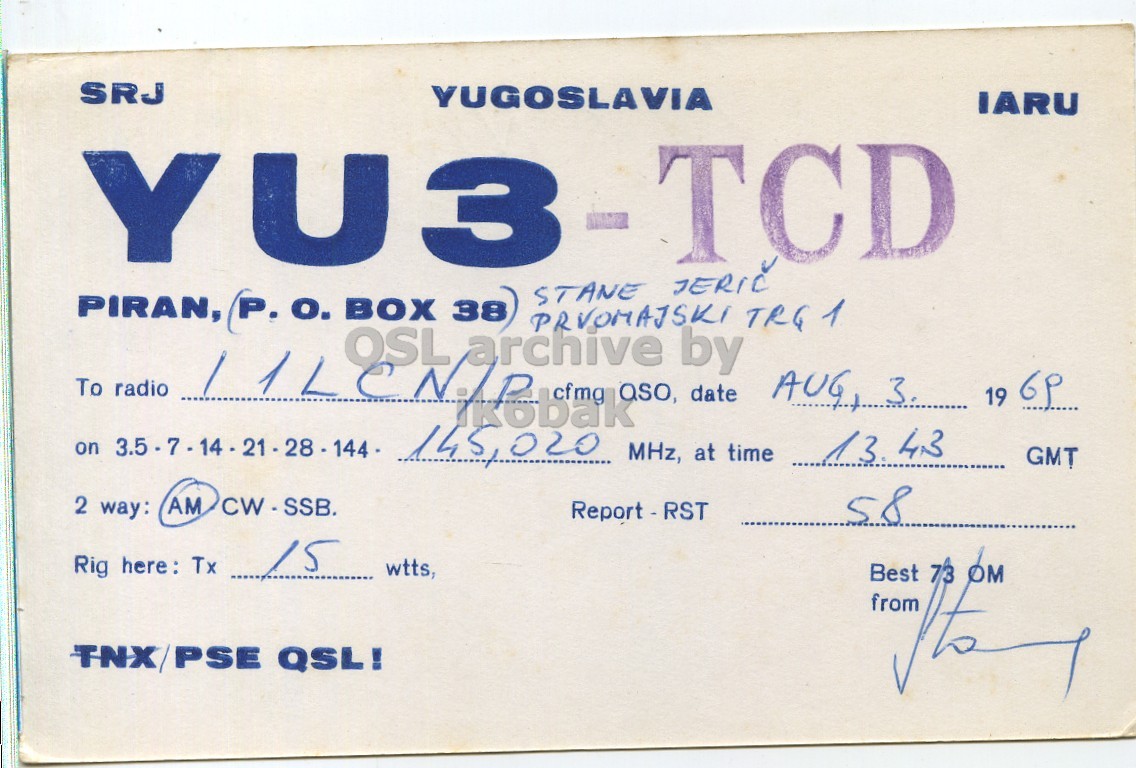 SRJ YUGOSLAVIA IARU
YU3-TCD
PIRAN, (P. O. BOX 38) STANE JERIČ
PRVOMAJSKI TRG 1
QSL archive by
ik6bak
To radio I1LCN/P cfmg QSO, date AUG, 3. 1969
on 3.5 - 7 - 14 - 21 - 28 - 144 - 145,020 MHz, at time 13.43 GMT
2 way: AM CW - SSB. Report - RST 58
Rig here: Tx 15 wtts,
Best 73 OM
from
TNX/PSE QSL!